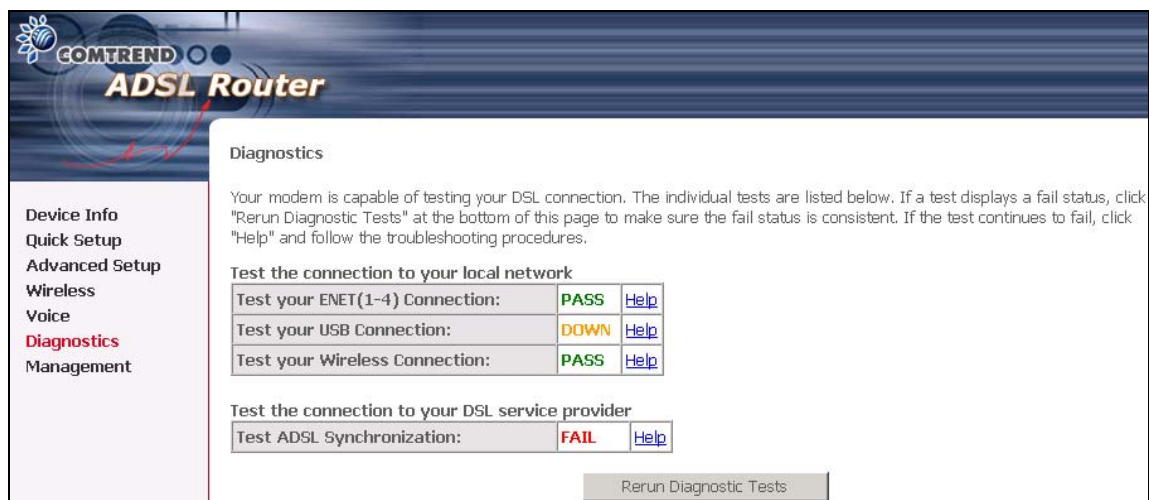 COMTREND
ADSL Router
Device Info
Quick Setup
Advanced Setup
Wireless
Voice
Diagnostics
Management
Diagnostics
Your modem is capable of testing your DSL connection. The individual tests are listed below. If a test displays a fail status, click
"Rerun Diagnostic Tests" at the bottom of this page to make sure the fail status is consistent. If the test continues to fail, click
"Help" and follow the troubleshooting procedures.
Test the connection to your local network
Test your ENET(1-4) Connection: PASS Help
Test your USB Connection: DOWN Help
Test your Wireless Connection: PASS Help
Test the connection to your DSL service provider
Test ADSL Synchronization: FAIL Help
Rerun Diagnostic Tests